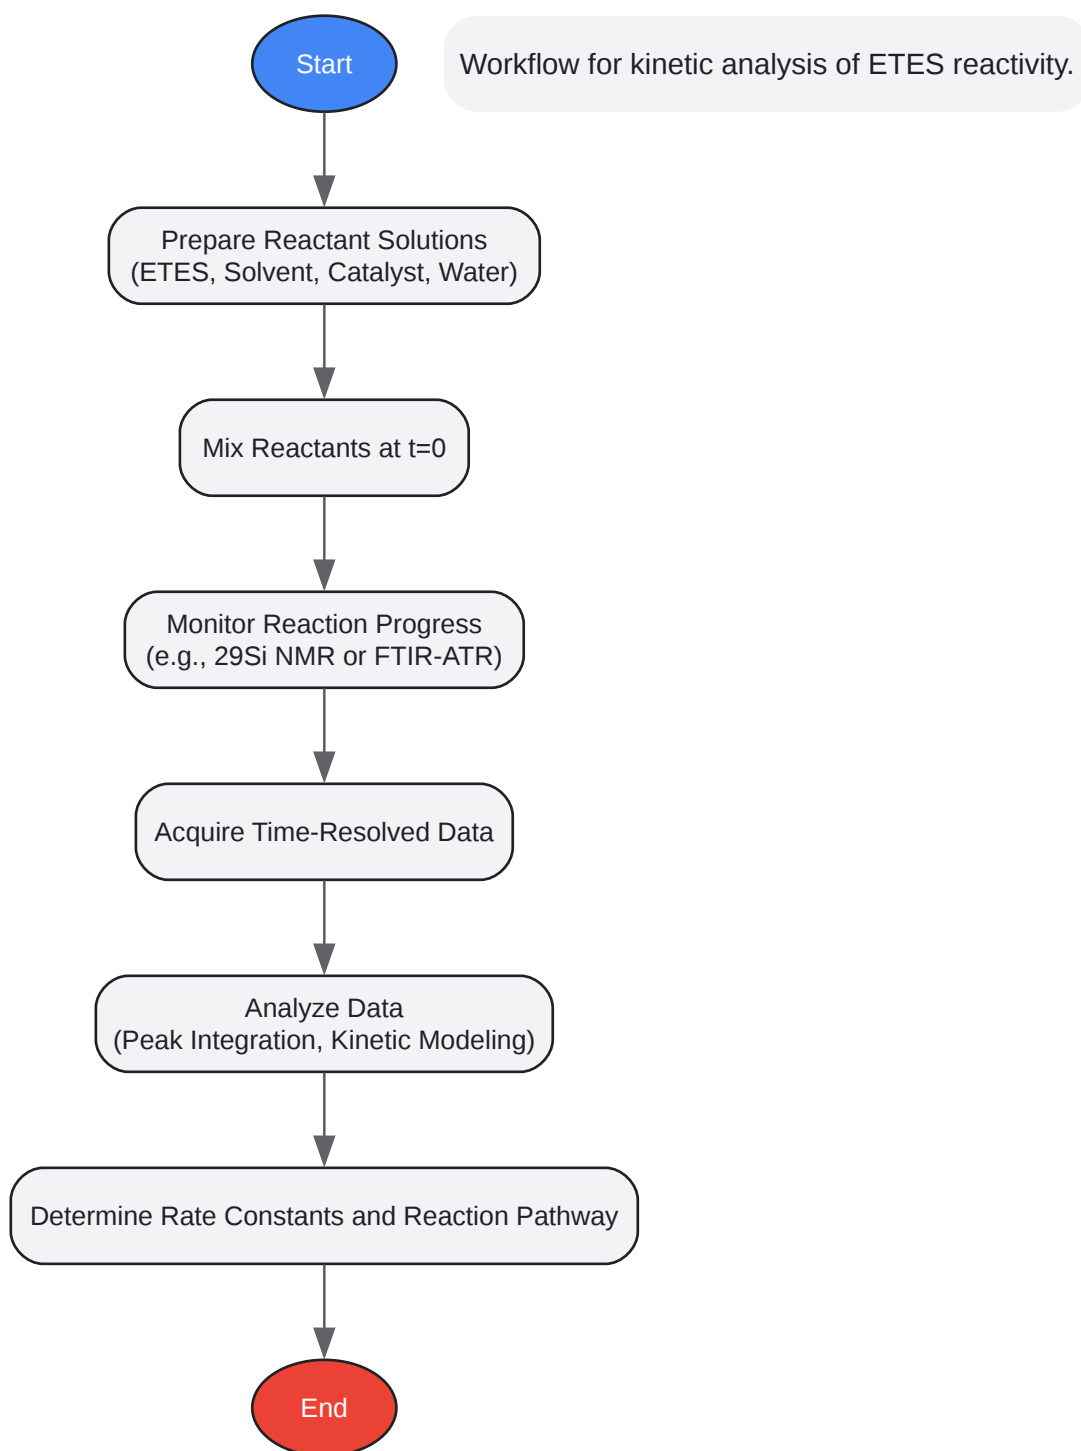 Start
Workflow for kinetic analysis of ETES reactivity.
Prepare Reactant Solutions
(ETES, Solvent, Catalyst, Water)
Mix Reactants at t=0
Monitor Reaction Progress
(e.g., 29Si NMR or FTIR-ATR)
Acquire Time-Resolved Data
Analyze Data
(Peak Integration, Kinetic Modeling)
Determine Rate Constants and Reaction Pathway
End